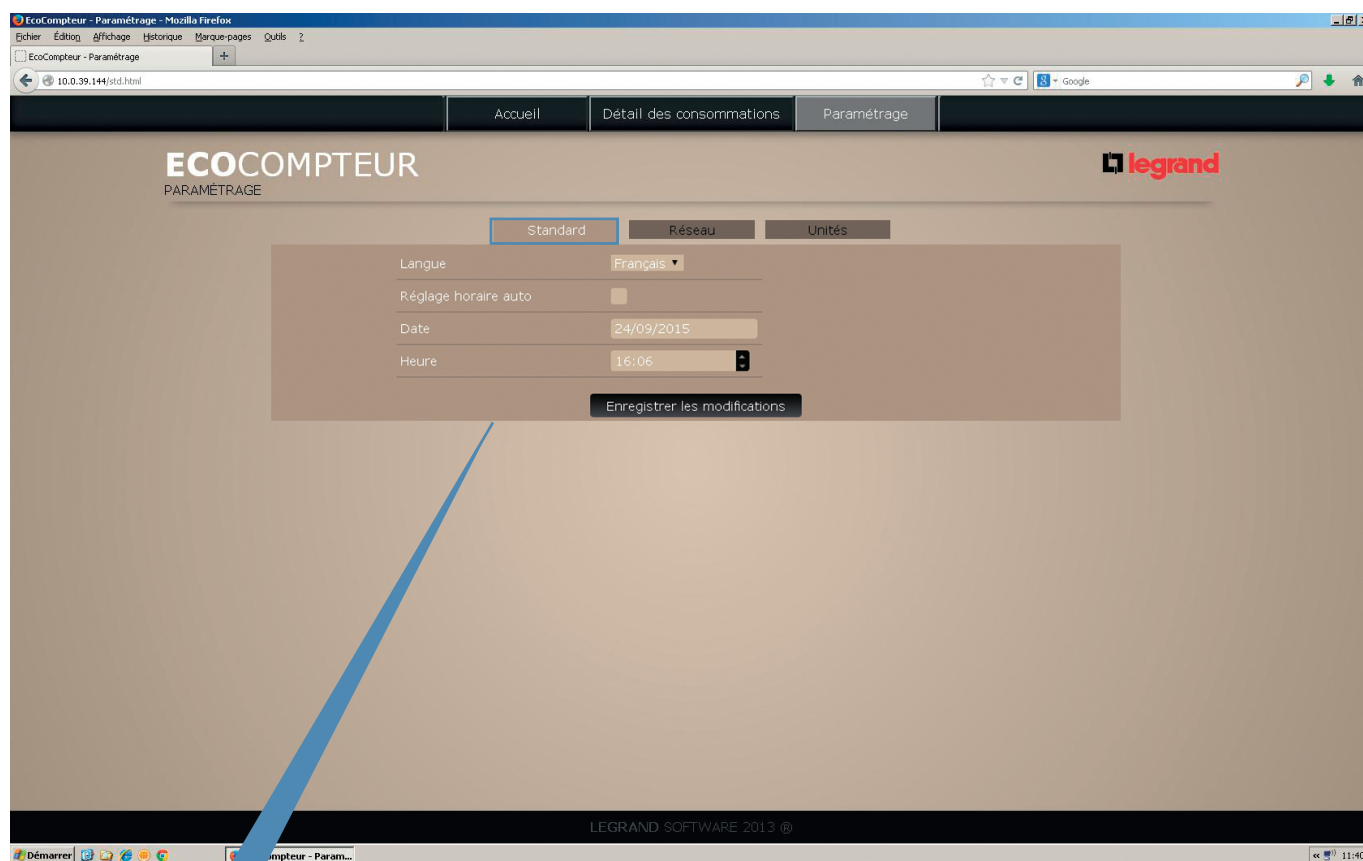 EcoCompteur - Paramétrage - Mozilla Firefox
Fichier Édition Affichage Historique Marque-pages Outils ?
EcoCompteur - Paramétrage
10.0.39.144/std.html
Google
Accueil Détail des consommations Paramétrage
ECOCOMPTEUR
PARAMÉTRAGE
legrand
Standard Réseau Unités
Langue Français
Réglage horaire auto
Date 24/09/2015
Heure 16:06
Enregistrer les modifications
LEGRAND SOFTWARE 2013 ®
Démarrer mpteur - Param... 11:40